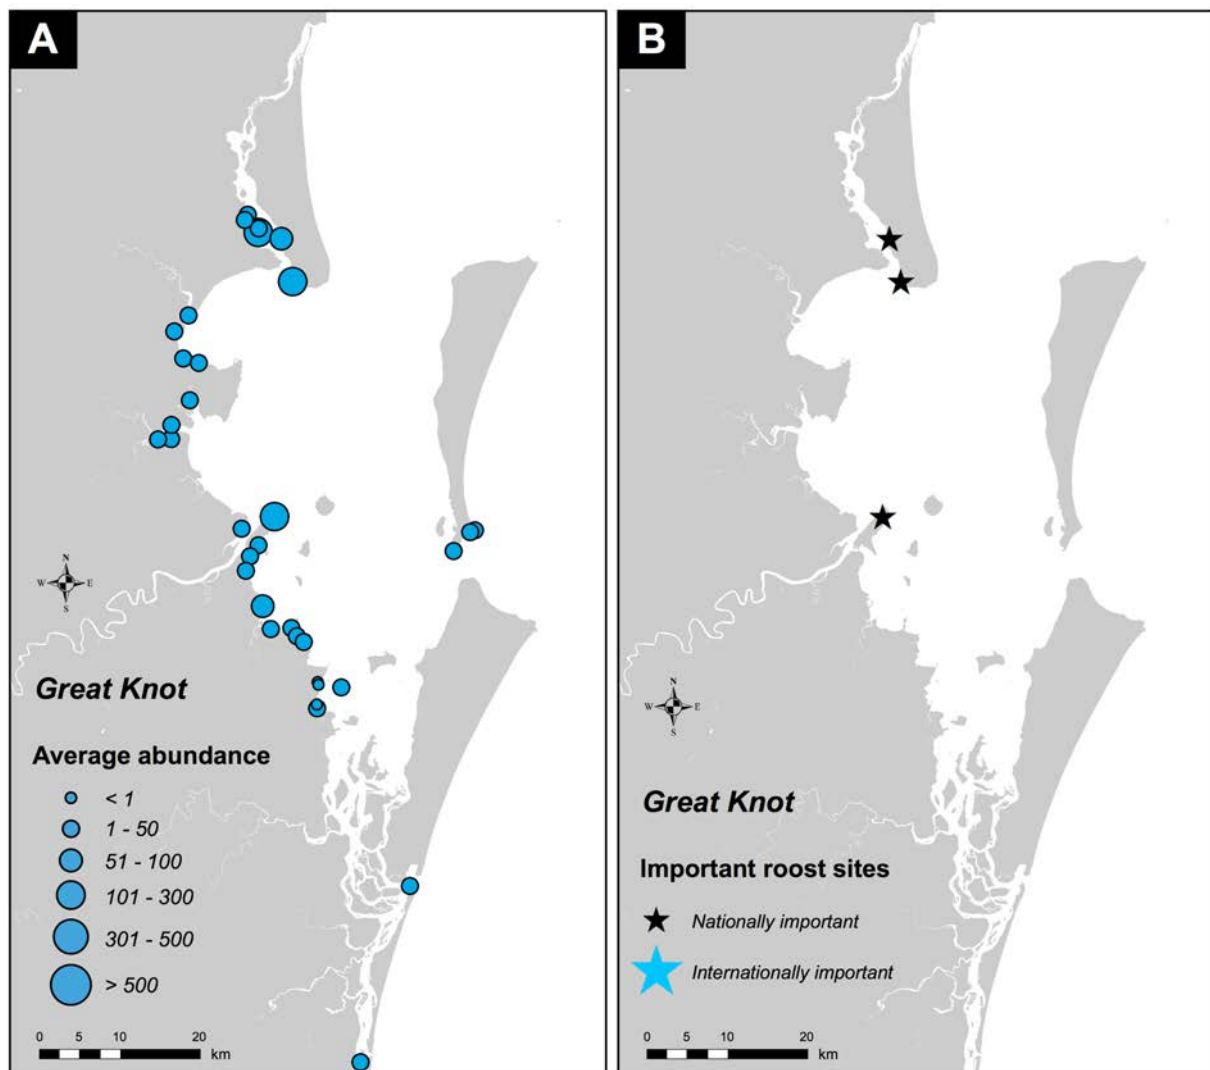 A
N
W E
S
Great Knot
Average abundance
< 1
1 - 50
51 - 100
101 - 300
301 - 500
> 500
0 5 10 20
km
B
N
W E
S
Great Knot
Important roost sites
Nationally important
Internationally important
0 5 10 20
km